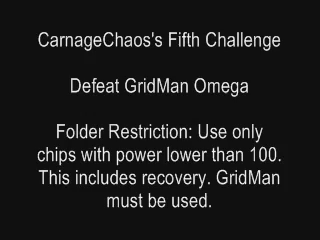 CarnageChaos's Fifth Challenge
Defeat GridMan Omega
Folder Restriction: Use only
chips with power lower than 100.
This includes recovery. GridMan
must be used.